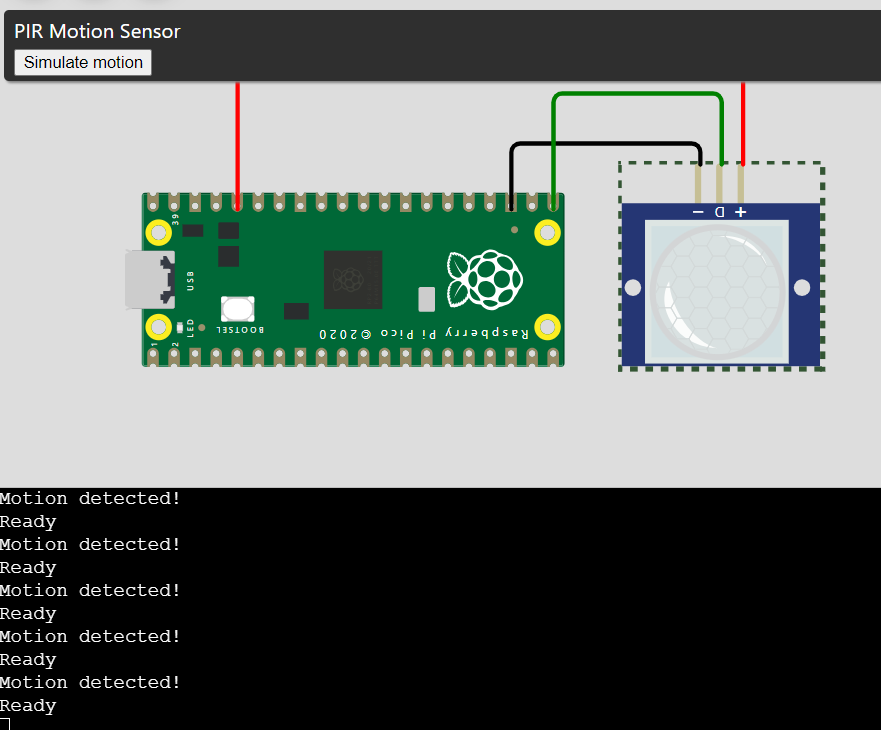 PIR Motion Sensor
Simulate motion
- D +
39
USB
LED
BOOTSEL
Raspberry Pi Pico ©2020
1
2
Motion detected!
Ready
Motion detected!
Ready
Motion detected!
Ready
Motion detected!
Ready
Motion detected!
Ready